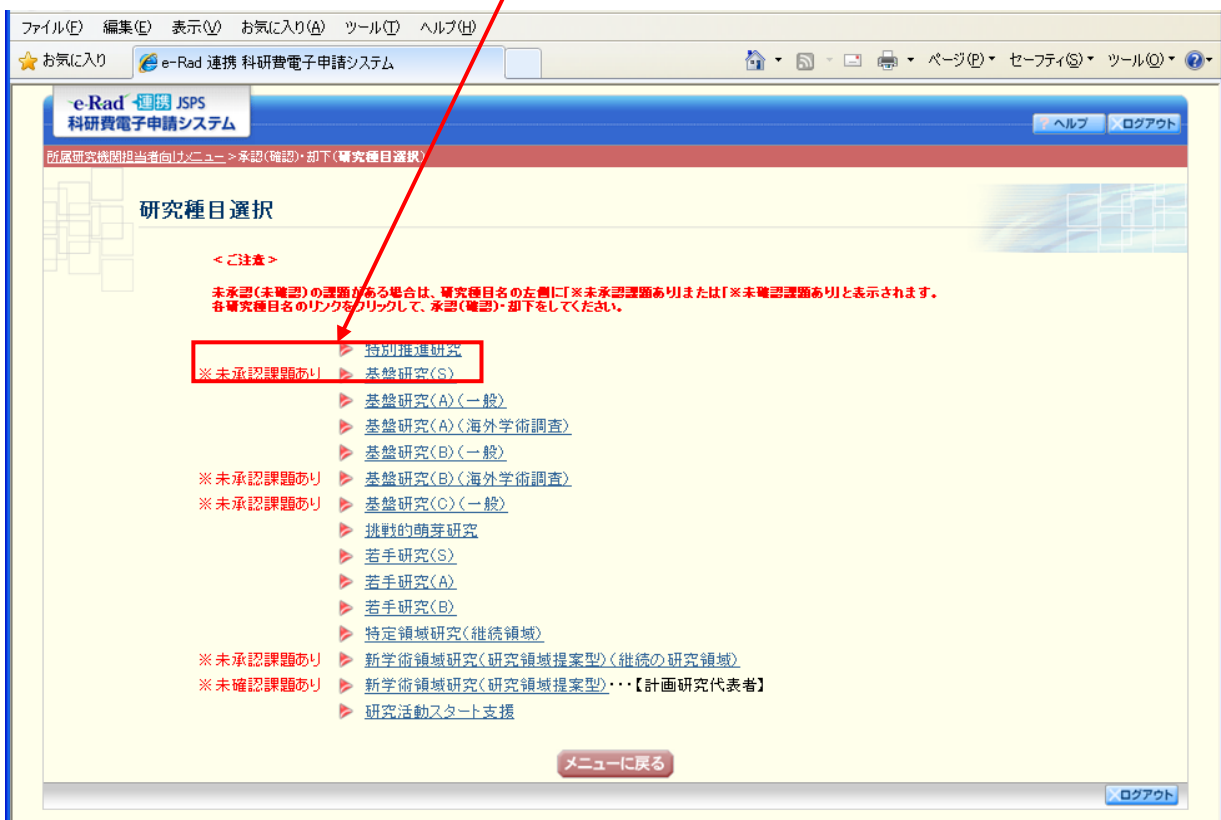 ファイル(F) 編集(E) 表示(V) お気に入り(A) ツール(T) ヘルプ(H)
お気に入り e-Rad 連携 科研費電子申請システム ページ(P) セーフティ(S) ツール(O)
e-Rad 連携 JSPS
科研費電子申請システム
ヘルプ ログアウト
所属研究機関担当者向けメニュー>承認(確認)・却下(研究種目選択)
研究種目選択
<ご注意>
未承認(未確認)の課題がある場合は、研究種目名の左側に「※未承認課題あり」または「※未確認課題あり」と表示されます。
各研究種目名のリンクをクリックして、承認(確認)・却下をしてください。
特別推進研究
※未承認課題あり 基盤研究(S)
基盤研究(A)(一般)
基盤研究(A)(海外学術調査)
基盤研究(B)(一般)
※未承認課題あり 基盤研究(B)(海外学術調査)
※未承認課題あり 基盤研究(C)(一般)
挑戦的萌芽研究
若手研究(S)
若手研究(A)
若手研究(B)
特定領域研究(継続領域)
※未承認課題あり 新学術領域研究(研究領域提案型)(継続の研究領域)
※未確認課題あり 新学術領域研究(研究領域提案型)・・・【計画研究代表者】
研究活動スタート支援
メニューに戻る
ログアウト